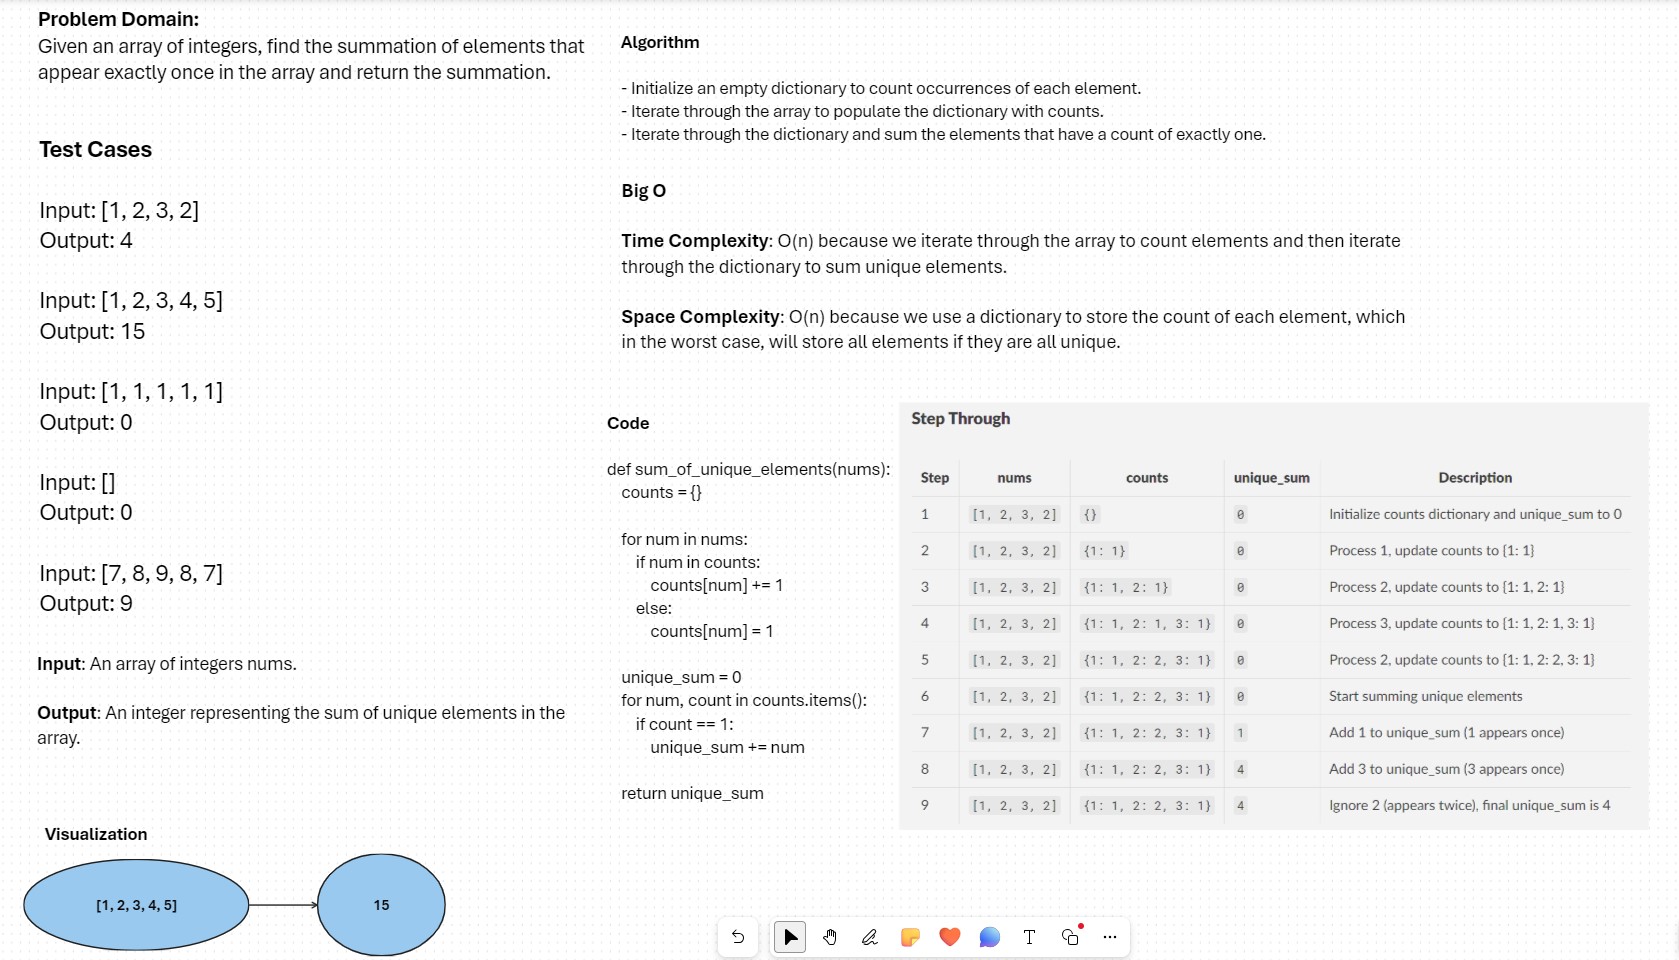 Problem Domain:
Given an array of integers, find the summation of elements that
appear exactly once in the array and return the summation.
Test Cases
Input: [1, 2, 3, 2]
Output: 4
Input: [1, 2, 3, 4, 5]
Output: 15
Input: [1, 1, 1, 1, 1]
Output: 0
Input: []
Output: 0
Input: [7, 8, 9, 8, 7]
Output: 9
Input: An array of integers nums.
Output: An integer representing the sum of unique elements in the
array.
Visualization
[1, 2, 3, 4, 5]
15
Algorithm
- Initialize an empty dictionary to count occurrences of each element.
- Iterate through the array to populate the dictionary with counts.
- Iterate through the dictionary and sum the elements that have a count of exactly one.
Big O
Time Complexity: O(n) because we iterate through the array to count elements and then iterate
through the dictionary to sum unique elements.
Space Complexity: O(n) because we use a dictionary to store the count of each element, which
in the worst case, will store all elements if they are all unique.
Code
def sum_of_unique_elements(nums):
counts = {}
for num in nums:
if num in counts:
counts[num] += 1
else:
counts[num] = 1
unique_sum = 0
for num, count in counts.items():
if count == 1:
unique_sum += num
return unique_sum
Step Through
Step nums counts unique_sum Description
1 [1, 2, 3, 2] {} 0 Initialize counts dictionary and unique_sum to 0
2 [1, 2, 3, 2] {1: 1} 0 Process 1, update counts to {1: 1}
3 [1, 2, 3, 2] {1: 1, 2: 1} 0 Process 2, update counts to {1: 1, 2: 1}
4 [1, 2, 3, 2] {1: 1, 2: 1, 3: 1} 0 Process 3, update counts to {1: 1, 2: 1, 3: 1}
5 [1, 2, 3, 2] {1: 1, 2: 2, 3: 1} 0 Process 2, update counts to {1: 1, 2: 2, 3: 1}
6 [1, 2, 3, 2] {1: 1, 2: 2, 3: 1} 0 Start summing unique elements
7 [1, 2, 3, 2] {1: 1, 2: 2, 3: 1} 1 Add 1 to unique_sum (1 appears once)
8 [1, 2, 3, 2] {1: 1, 2: 2, 3: 1} 4 Add 3 to unique_sum (3 appears once)
9 [1, 2, 3, 2] {1: 1, 2: 2, 3: 1} 4 Ignore 2 (appears twice), final unique_sum is 4
T